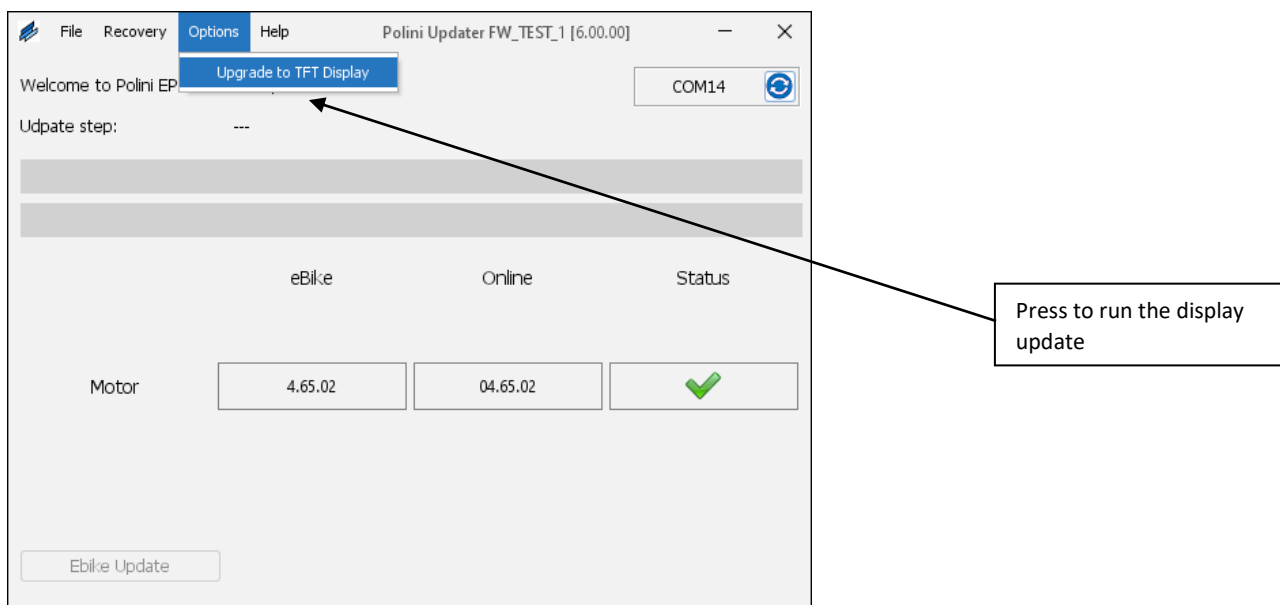 File Recovery Options Help Polini Updater FW_TEST_1 [6.00.00]
Upgrade to TFT Display
Welcome to Polini EP
COM14
Udpate step: ---
eBike Online Status
Press to run the display
update
Motor 4.65.02 04.65.02
Ebike Update